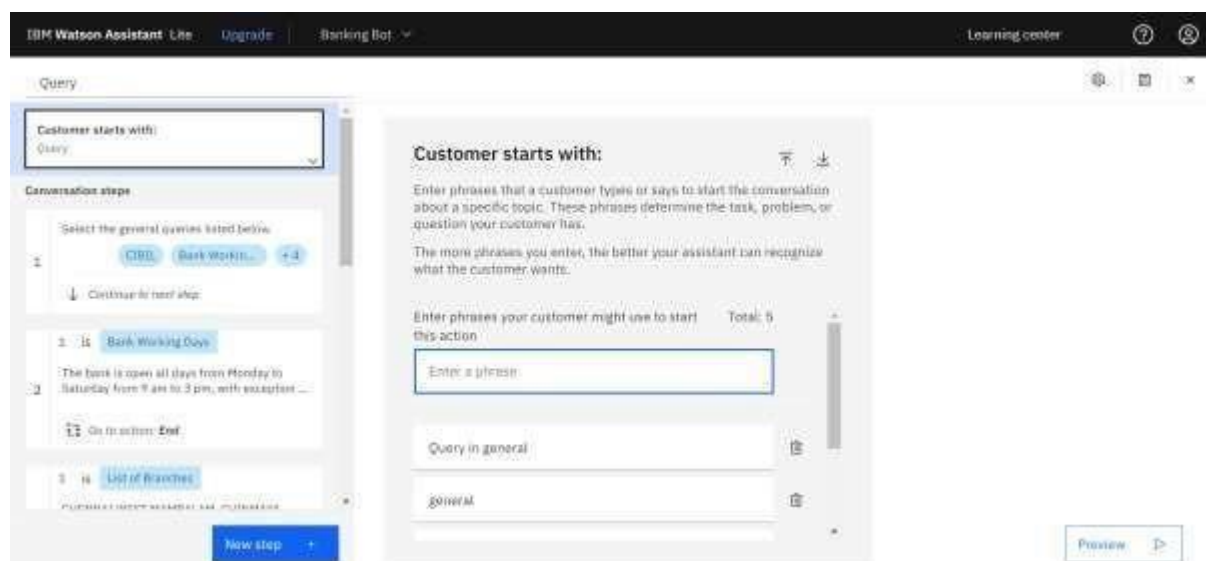 IBM Watson Assistant Lite Upgrade Banking Bot Learning center
Query
Customer starts with:
Query
Conversation steps
Select the general queries listed below.
1 CIBIL Bank Workin... +4
Continue to next step
1 is Bank Working Days
The bank is open all days from Monday to
2 Saturday from 9 am to 3 pm, with exception ...
Go to action: End
1 is List of Branches
New step +
Customer starts with:
Enter phrases that a customer types or says to start the conversation
about a specific topic. These phrases determine the task, problem, or
question your customer has.
The more phrases you enter, the better your assistant can recognize
what the customer wants.
Enter phrases your customer might use to start Total: 5
this action
Enter a phrase
Query in general
general
Preview